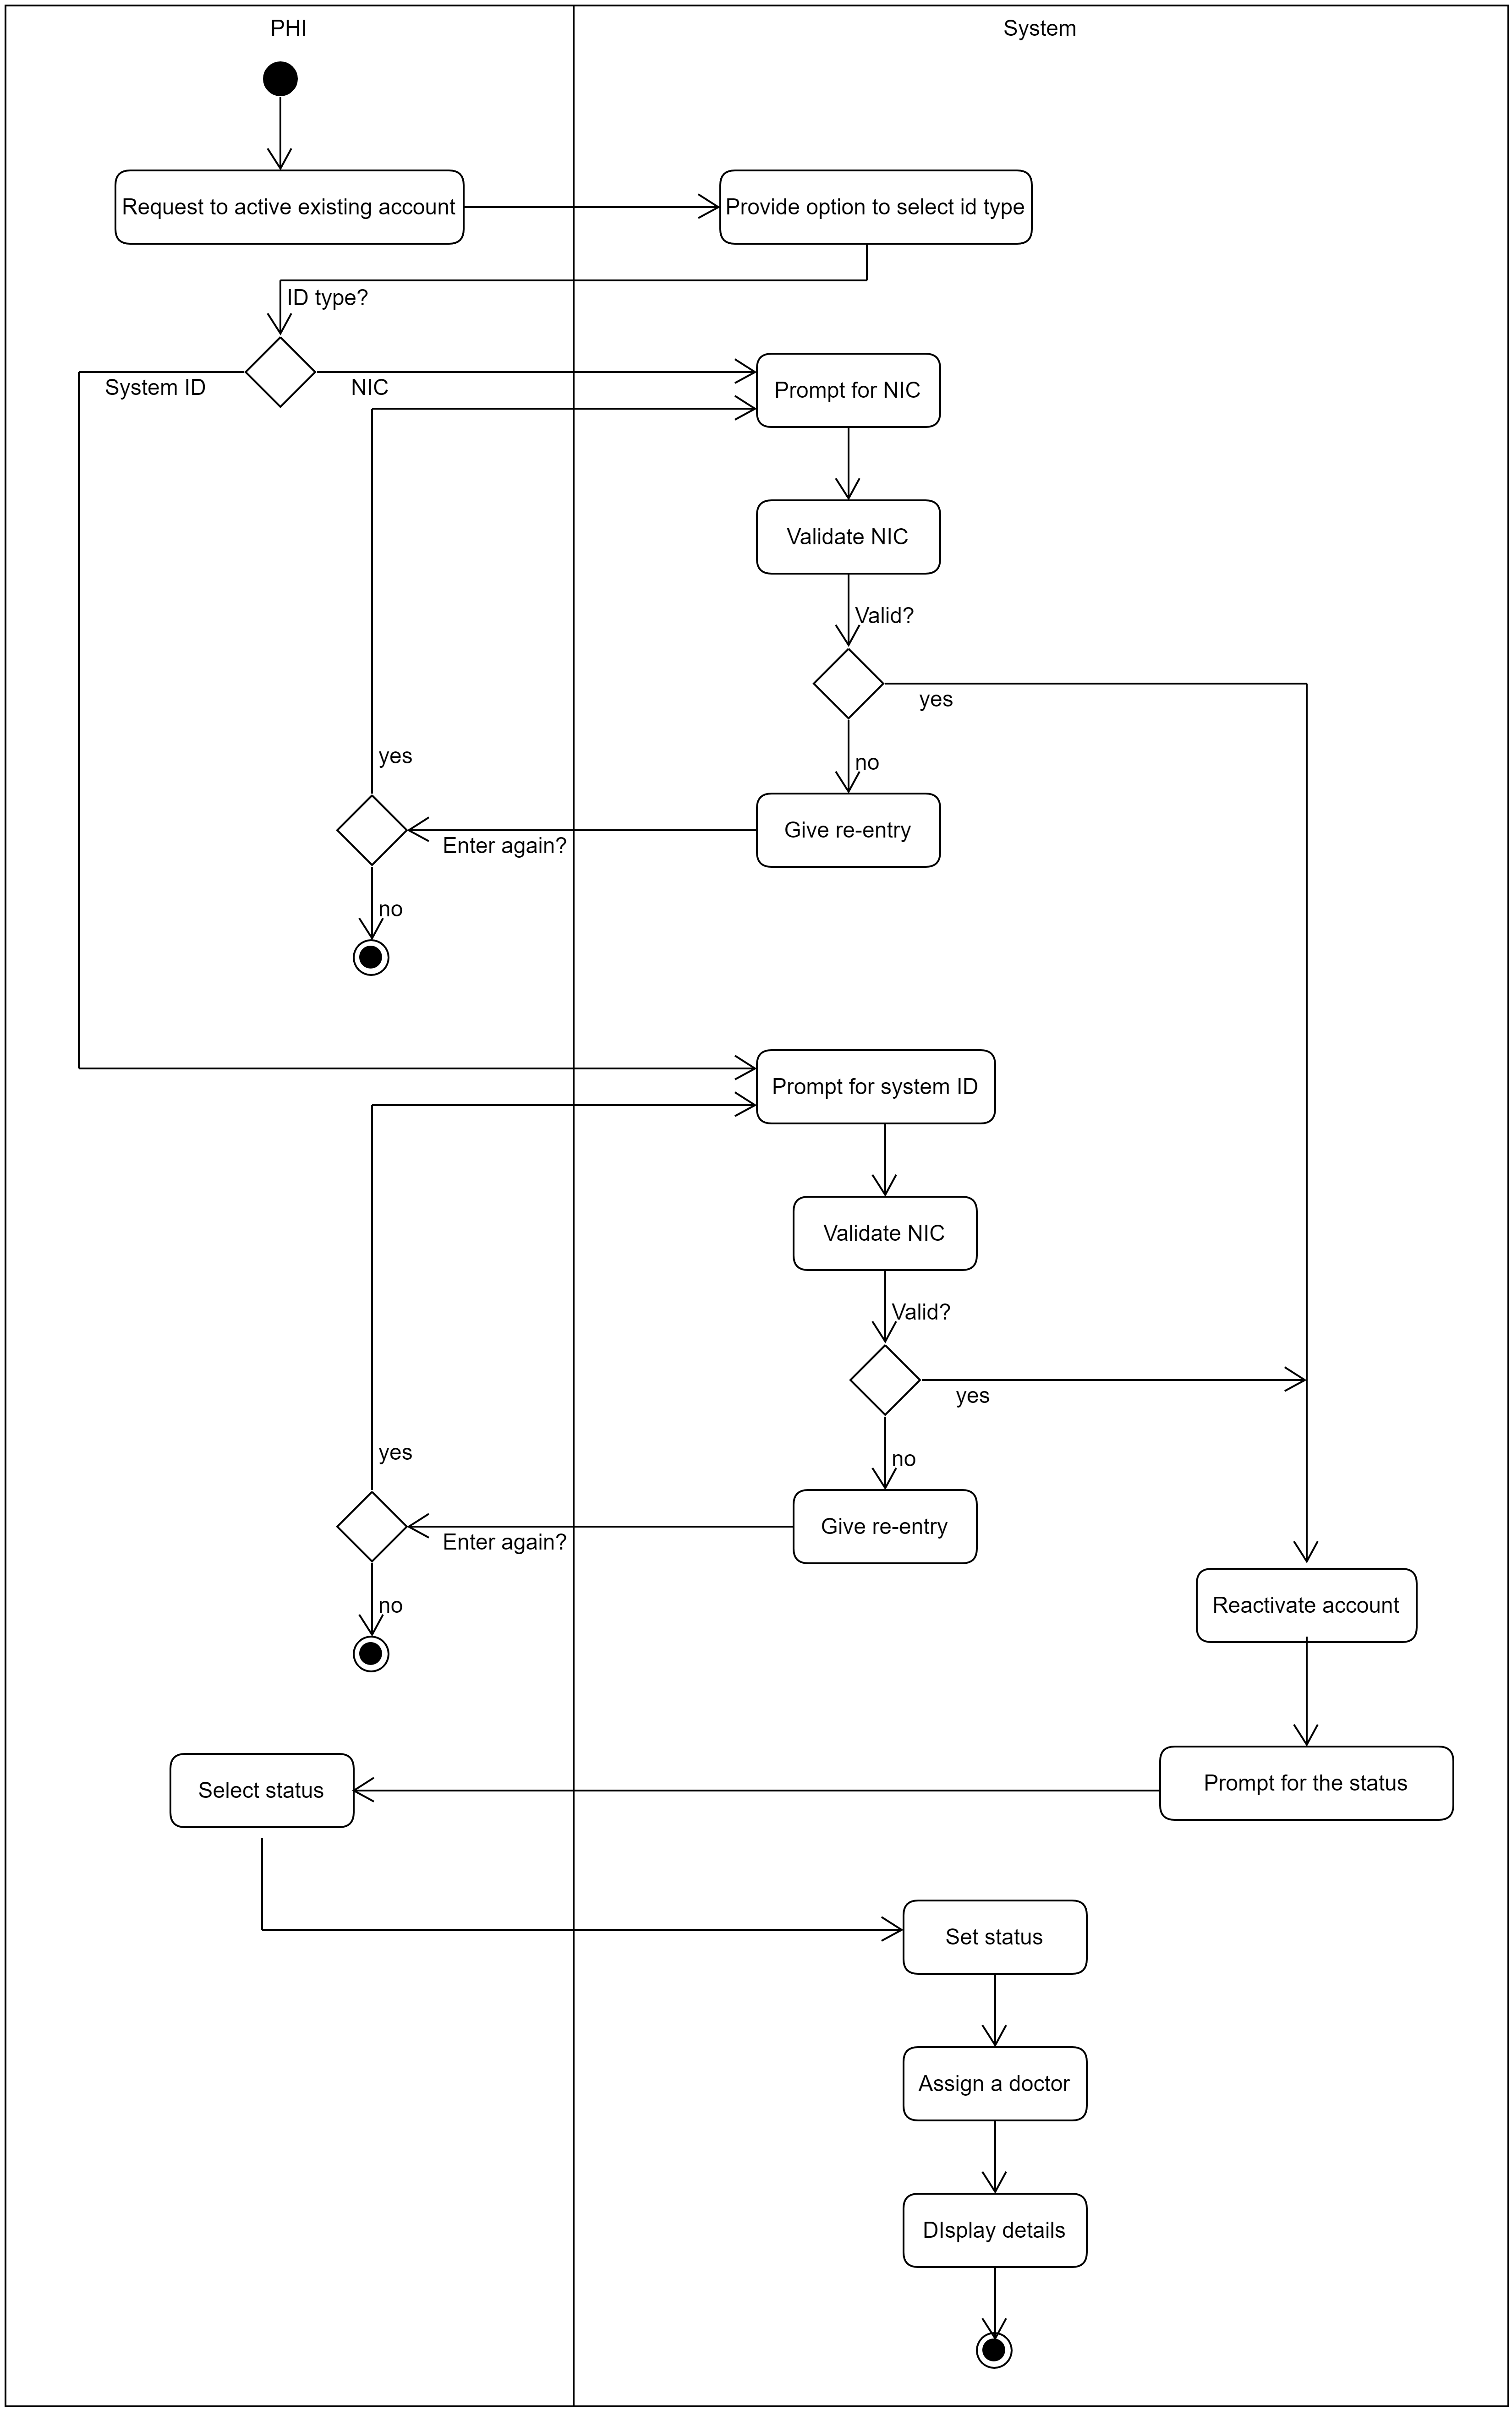 PHI
System
Request to active existing account
Provide option to select id type
ID type?
System ID
NIC
Prompt for NIC
Validate NIC
Valid?
yes
no
yes
Give re-entry
Enter again?
no
Prompt for system ID
Validate NIC
Valid?
yes
no
yes
Give re-entry
Enter again?
no
Reactivate account
Prompt for the status
Select status
Set status
Assign a doctor
DIsplay details